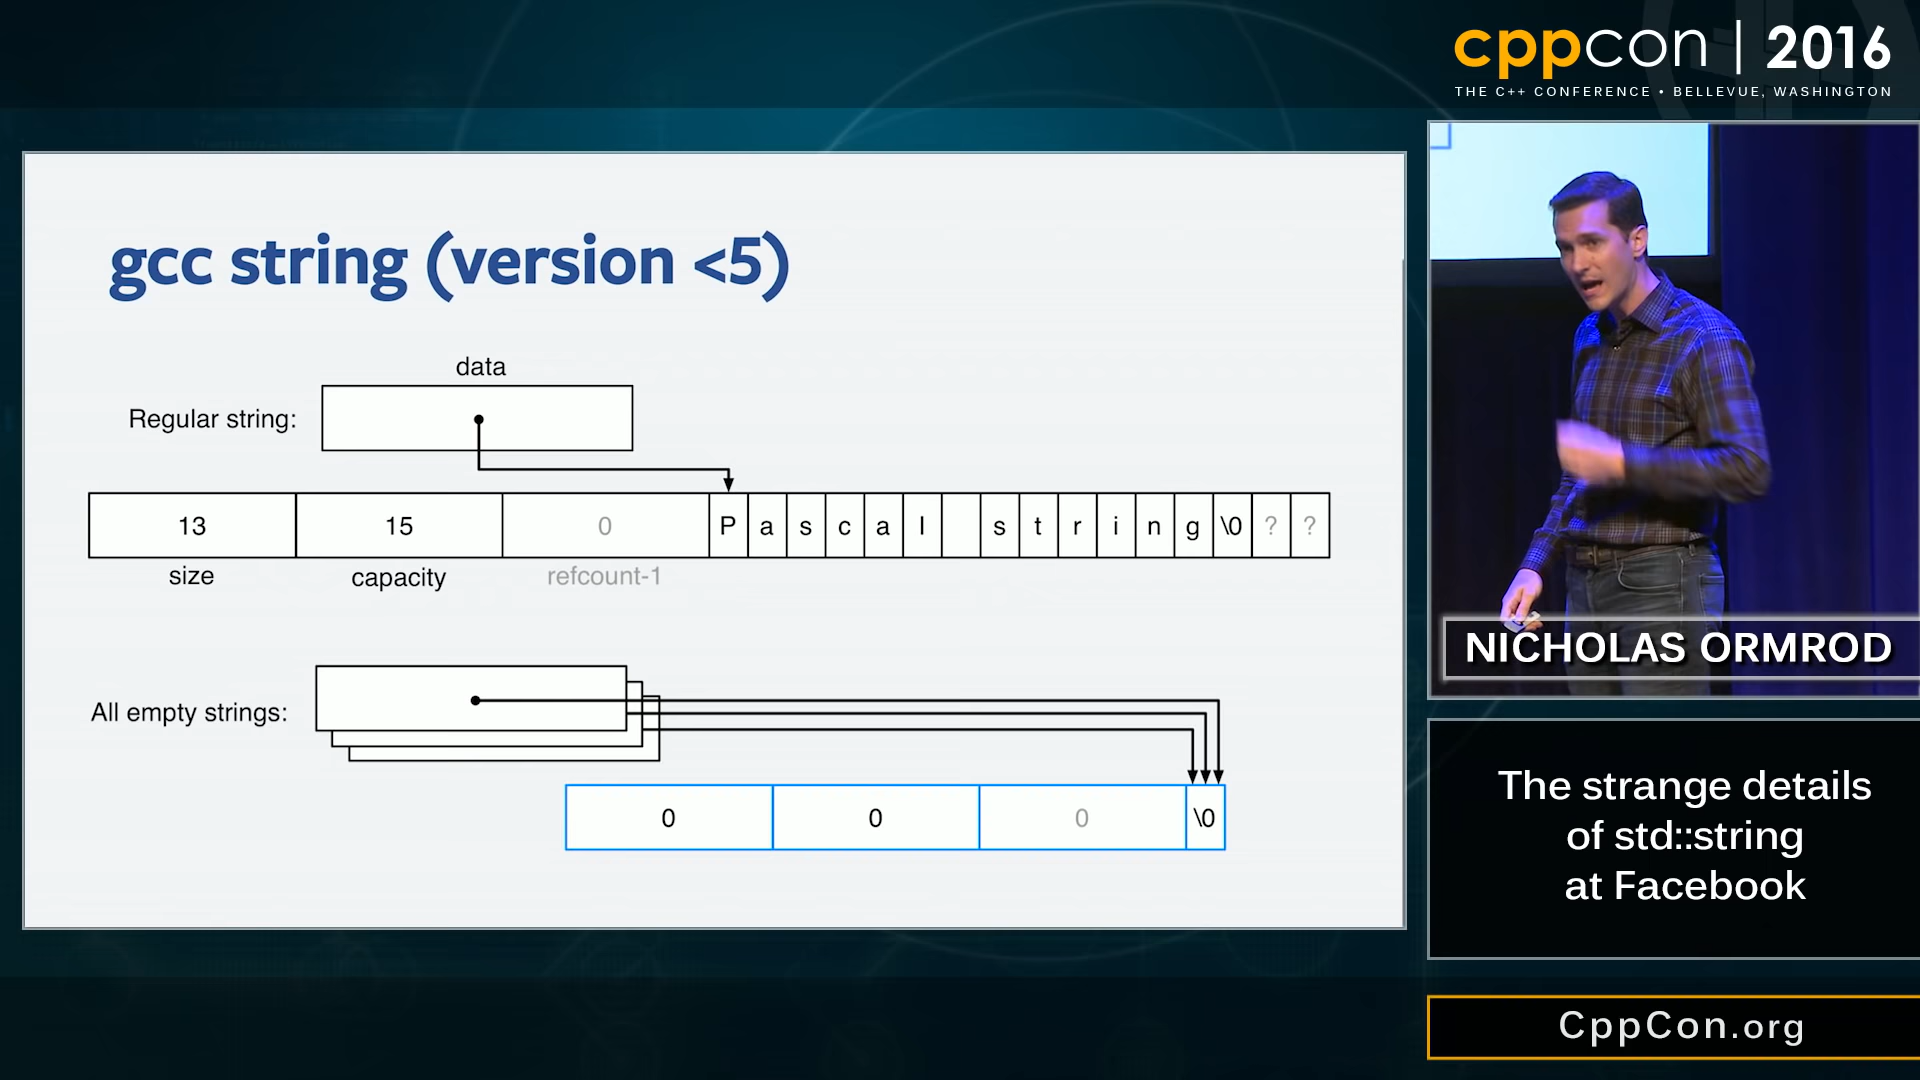 cppcon | 2016
THE C++ CONFERENCE • BELLEVUE, WASHINGTON
gcc string (version <5)
data
Regular string:
13 15 0 P a s c a l s t r i n g \0 ? ?
size capacity refcount-1
All empty strings:
0 0 0 \0
NICHOLAS ORMROD
The strange details
of std::string
at Facebook
CppCon.org